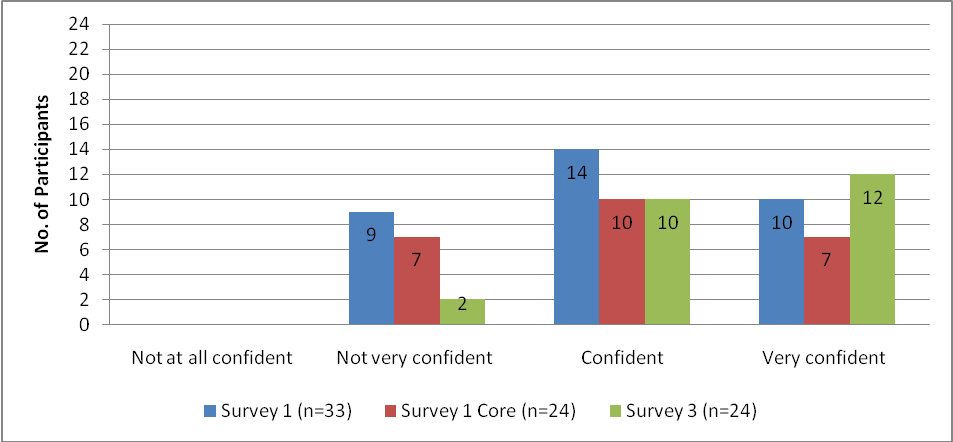 24
22
20
18
16
14
12
10
8
6
4
2
0
No. of Participants
9
7
2
14
10
10
10
7
12
Not at all confident
Not very confident
Confident
Very confident
Survey 1 (n=33)
Survey 1 Core (n=24)
Survey 3 (n=24)